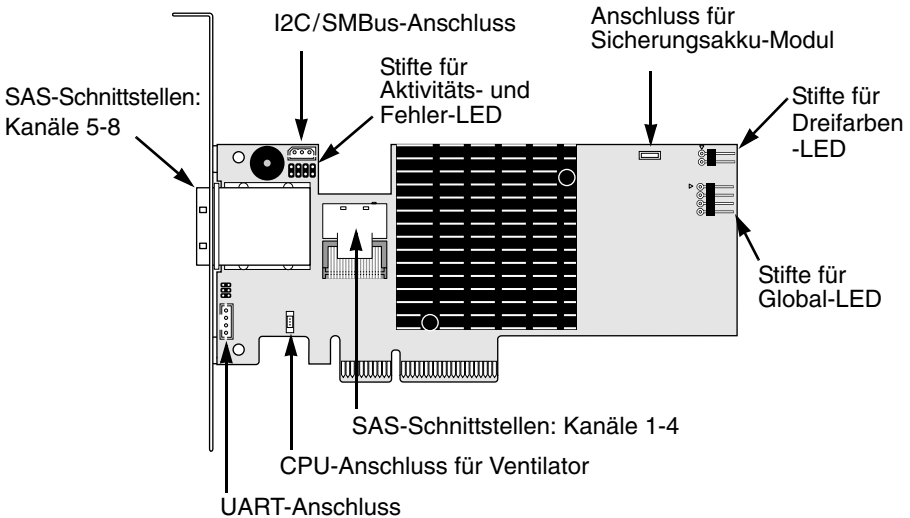 I2C/SMBus-Anschluss
Anschluss für
Sicherungsakku-Modul
Stifte für
Aktivitäts- und
Fehler-LED
SAS-Schnittstellen:
Kanäle 5-8
Stifte für
Dreifarben
-LED
Stifte für
Global-LED
SAS-Schnittstellen: Kanäle 1-4
CPU-Anschluss für Ventilator
UART-Anschluss